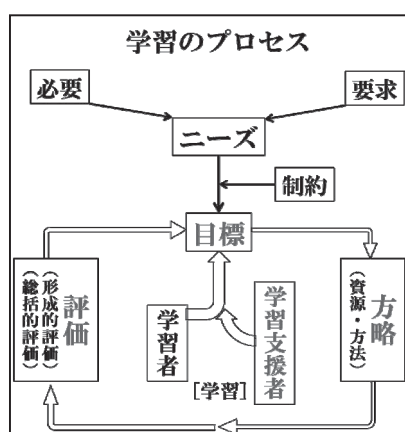 学習のプロセス
必要
要求
ニーズ
制約
目標
評価
（形成的評価）
（総括的評価）
学習者
学習支援者
方略
（資源・方法）
［学習］